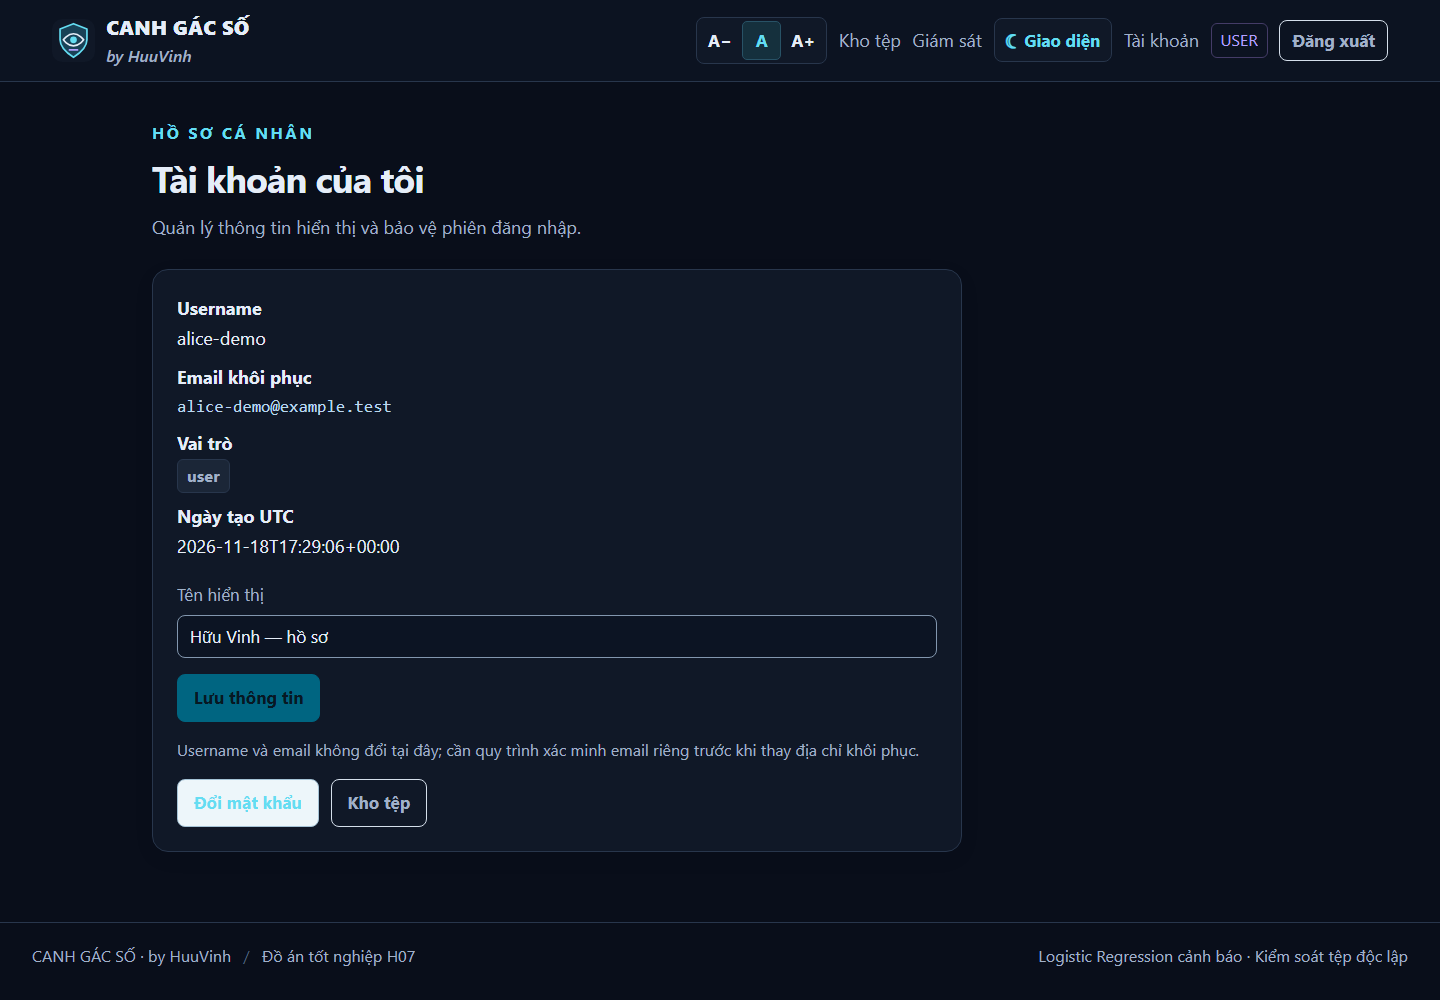 CANH GÁC SỐ
by HuuVinh
A− A A+ Kho tệp Giám sát Giao diện Tài khoản USER Đăng xuất
HỒ SƠ CÁ NHÂN
Tài khoản của tôi
Quản lý thông tin hiển thị và bảo vệ phiên đăng nhập.
Username
alice-demo
Email khôi phục
alice-demo@example.test
Vai trò
user
Ngày tạo UTC
2026-11-18T17:29:06+00:00
Tên hiển thị
Hữu Vinh — hồ sơ
Lưu thông tin
Username và email không đổi tại đây; cần quy trình xác minh email riêng trước khi thay địa chỉ khôi phục.
Đổi mật khẩu Kho tệp
CANH GÁC SỐ · by HuuVinh / Đồ án tốt nghiệp H07
Logistic Regression cảnh báo · Kiểm soát tệp độc lập